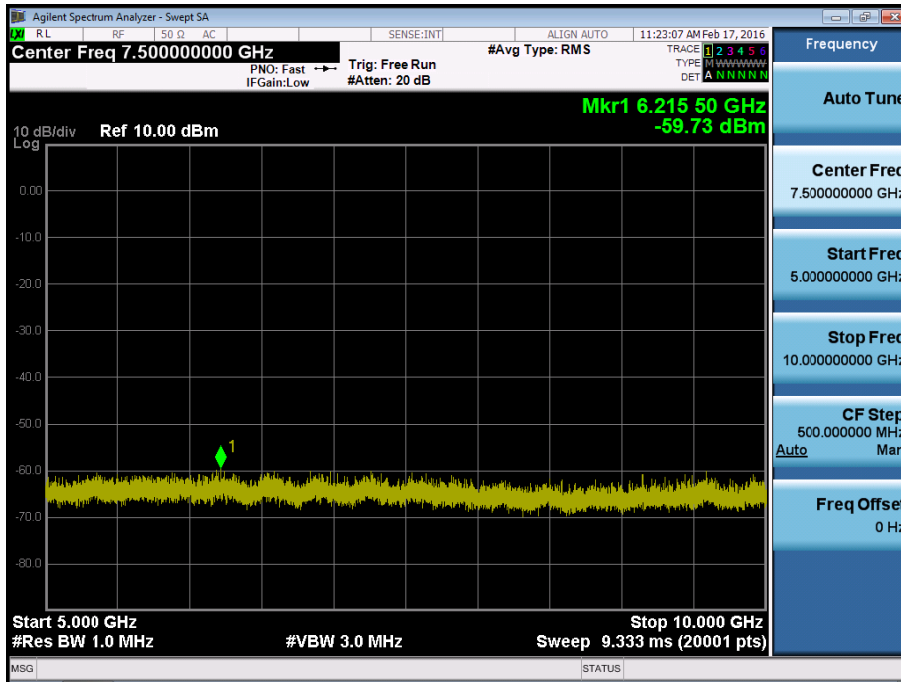 Agilent Spectrum Analyzer - Swept SA
LXI RL RF 50 Ω AC SENSE:INT ALIGN AUTO 11:23:07 AM Feb 17, 2016
Center Freq 7.500000000 GHz
PNO: Fast
IFGain:Low
Trig: Free Run
#Atten: 20 dB
#Avg Type: RMS
TRACE 1 2 3 4 5 6
TYPE M WWWWW
DET A N N N N N
Mkr1 6.215 50 GHz
-59.73 dBm
10 dB/div Ref 10.00 dBm
Log
0.00
-10.0
-20.0
-30.0
-40.0
-50.0
-60.0
-70.0
-80.0
1
Start 5.000 GHz
Stop 10.000 GHz
#Res BW 1.0 MHz
#VBW 3.0 MHz
Sweep 9.333 ms (20001 pts)
MSG
STATUS
Frequency
Auto Tune
Center Freq
7.500000000 GHz
Start Freq
5.000000000 GHz
Stop Freq
10.000000000 GHz
CF Step
500.000000 MHz
Auto Man
Freq Offset
0 Hz